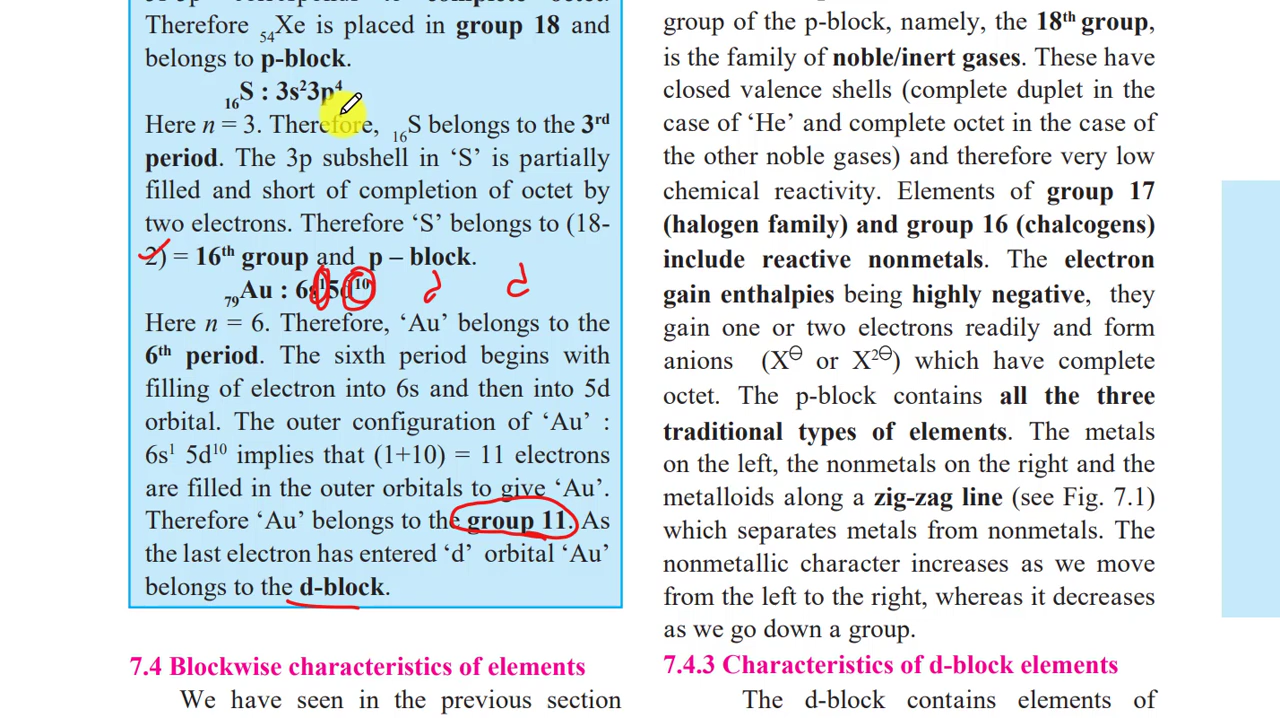 Therefore ₅₄Xe is placed in group 18 and
belongs to p-block.
₁₆S : 3s²3p⁴
Here n = 3. Therefore, ₁₆S belongs to the 3ʳᵈ
period. The 3p subshell in ‘S’ is partially
filled and short of completion of octet by
two electrons. Therefore ‘S’ belongs to (18-
2) = 16ᵗʰ group and p – block.
₇₉Au : 6s¹5d¹⁰ d d
Here n = 6. Therefore, ‘Au’ belongs to the
6ᵗʰ period. The sixth period begins with
filling of electron into 6s and then into 5d
orbital. The outer configuration of ‘Au’ :
6s¹ 5d¹⁰ implies that (1+10) = 11 electrons
are filled in the outer orbitals to give ‘Au’.
Therefore ‘Au’ belongs to the group 11. As
the last electron has entered ‘d’ orbital ‘Au’
belongs to the d-block.
7.4 Blockwise characteristics of elements
We have seen in the previous section
group of the p-block, namely, the 18ᵗʰ group,
is the family of noble/inert gases. These have
closed valence shells (complete duplet in the
case of ‘He’ and complete octet in the case of
the other noble gases) and therefore very low
chemical reactivity. Elements of group 17
(halogen family) and group 16 (chalcogens)
include reactive nonmetals. The electron
gain enthalpies being highly negative, they
gain one or two electrons readily and form
anions (X⊖ or X²⊖) which have complete
octet. The p-block contains all the three
traditional types of elements. The metals
on the left, the nonmetals on the right and the
metalloids along a zig-zag line (see Fig. 7.1)
which separates metals from nonmetals. The
nonmetallic character increases as we move
from the left to the right, whereas it decreases
as we go down a group.
7.4.3 Characteristics of d-block elements
The d-block contains elements of